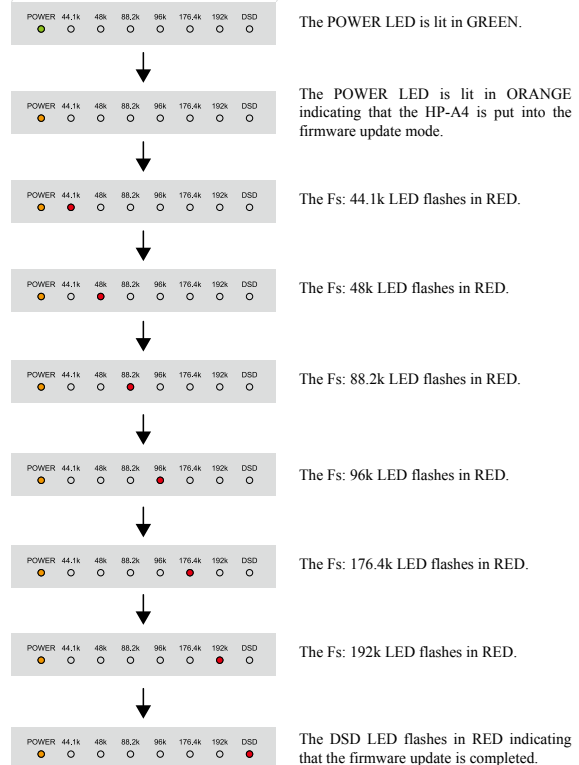 POWER 44.1k 48k 88.2k 96k 176.4k 192k DSD
The POWER LED is lit in GREEN.
POWER 44.1k 48k 88.2k 96k 176.4k 192k DSD
The POWER LED is lit in ORANGE
indicating that the HP-A4 is put into the
firmware update mode.
POWER 44.1k 48k 88.2k 96k 176.4k 192k DSD
The Fs: 44.1k LED flashes in RED.
POWER 44.1k 48k 88.2k 96k 176.4k 192k DSD
The Fs: 48k LED flashes in RED.
POWER 44.1k 48k 88.2k 96k 176.4k 192k DSD
The Fs: 88.2k LED flashes in RED.
POWER 44.1k 48k 88.2k 96k 176.4k 192k DSD
The Fs: 96k LED flashes in RED.
POWER 44.1k 48k 88.2k 96k 176.4k 192k DSD
The Fs: 176.4k LED flashes in RED.
POWER 44.1k 48k 88.2k 96k 176.4k 192k DSD
The Fs: 192k LED flashes in RED.
POWER 44.1k 48k 88.2k 96k 176.4k 192k DSD
The DSD LED flashes in RED indicating
that the firmware update is completed.